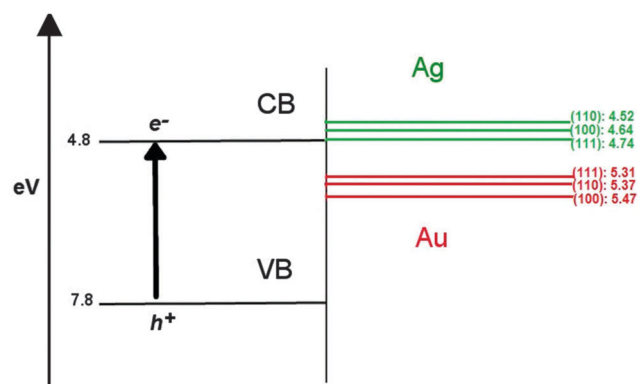 Ag
CB
e-
4.8
(110): 4.52
(100): 4.64
(111): 4.74
eV
(111): 5.31
(110): 5.37
(100): 5.47
Au
VB
7.8
h+